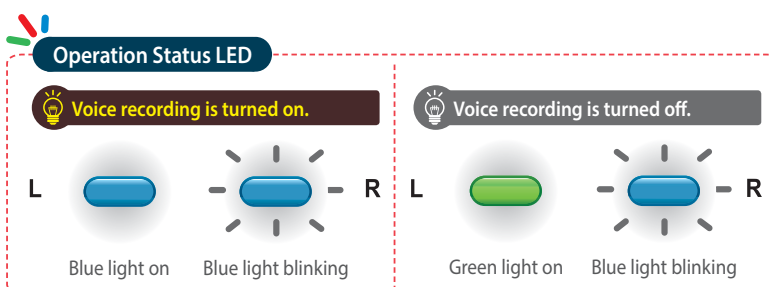 Operation Status LED
Voice recording is turned on.
L
R
Blue light on
Blue light blinking
Voice recording is turned off.
L
R
Green light on
Blue light blinking